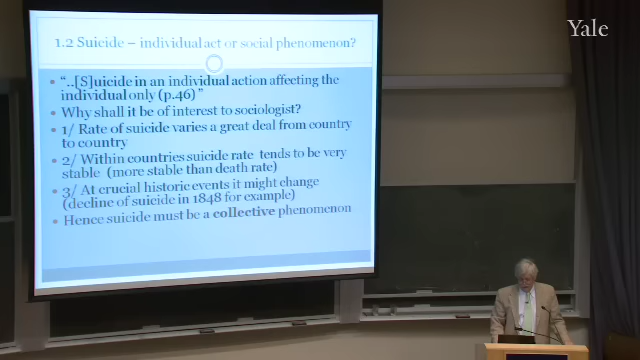 Yale
1.2 Suicide – individual act or social phenomenon?
• "..[S]uicide in an individual action affecting the
individual only (p.46)"
• Why shall it be of interest to sociologist?
• 1/ Rate of suicide varies a great deal from country
to country
• 2/ Within countries suicide rate tends to be very
stable (more stable than death rate)
• 3/ At crucial historic events it might change
(decline of suicide in 1848 for example)
• Hence suicide must be a collective phenomenon